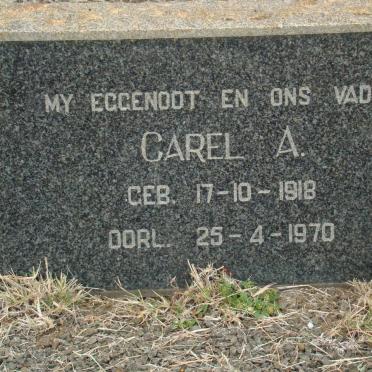 MY EGGENOOT EN ONS VAD
CAREL A.
GEB. 17-10-1918
OORL. 25-4-1970